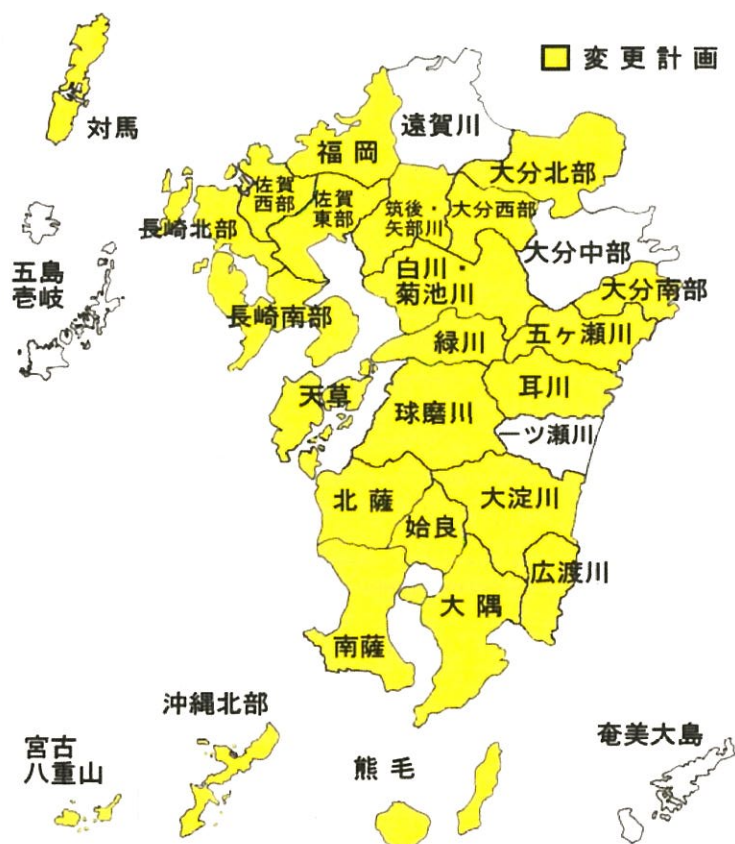 変更計画
対馬
遠賀川
福岡
大分北部
佐賀
西部
佐賀
東部
筑後・
矢部川
大分西部
長崎北部
大分中部
五島
壱岐
白川・
菊池川
大分南部
長崎南部
緑川
五ヶ瀬川
天草
球磨川
耳川
一ツ瀬川
北薩
大淀川
姶良
広渡川
大隅
南薩
沖縄北部
宮古
八重山
熊毛
奄美大島